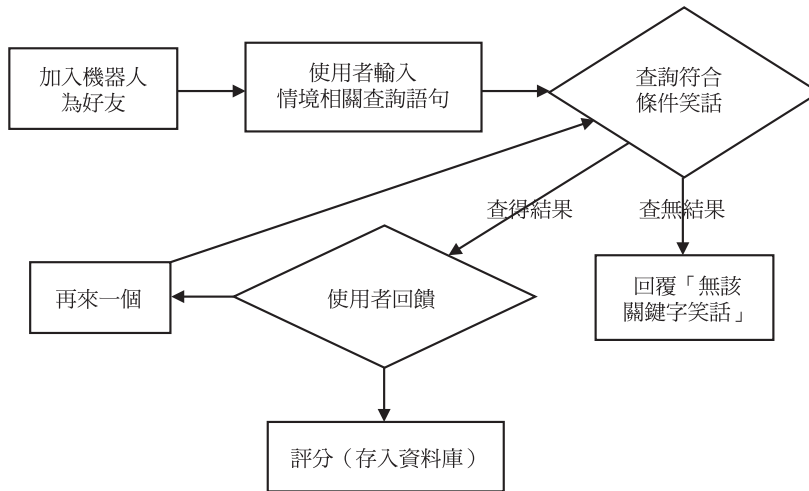 加入機器人
為好友
使用者輸入
情境相關查詢語句
查詢符合
條件笑話
查得結果
查無結果
再來一個
使用者回饋
回覆「無該
關鍵字笑話」
評分（存入資料庫）